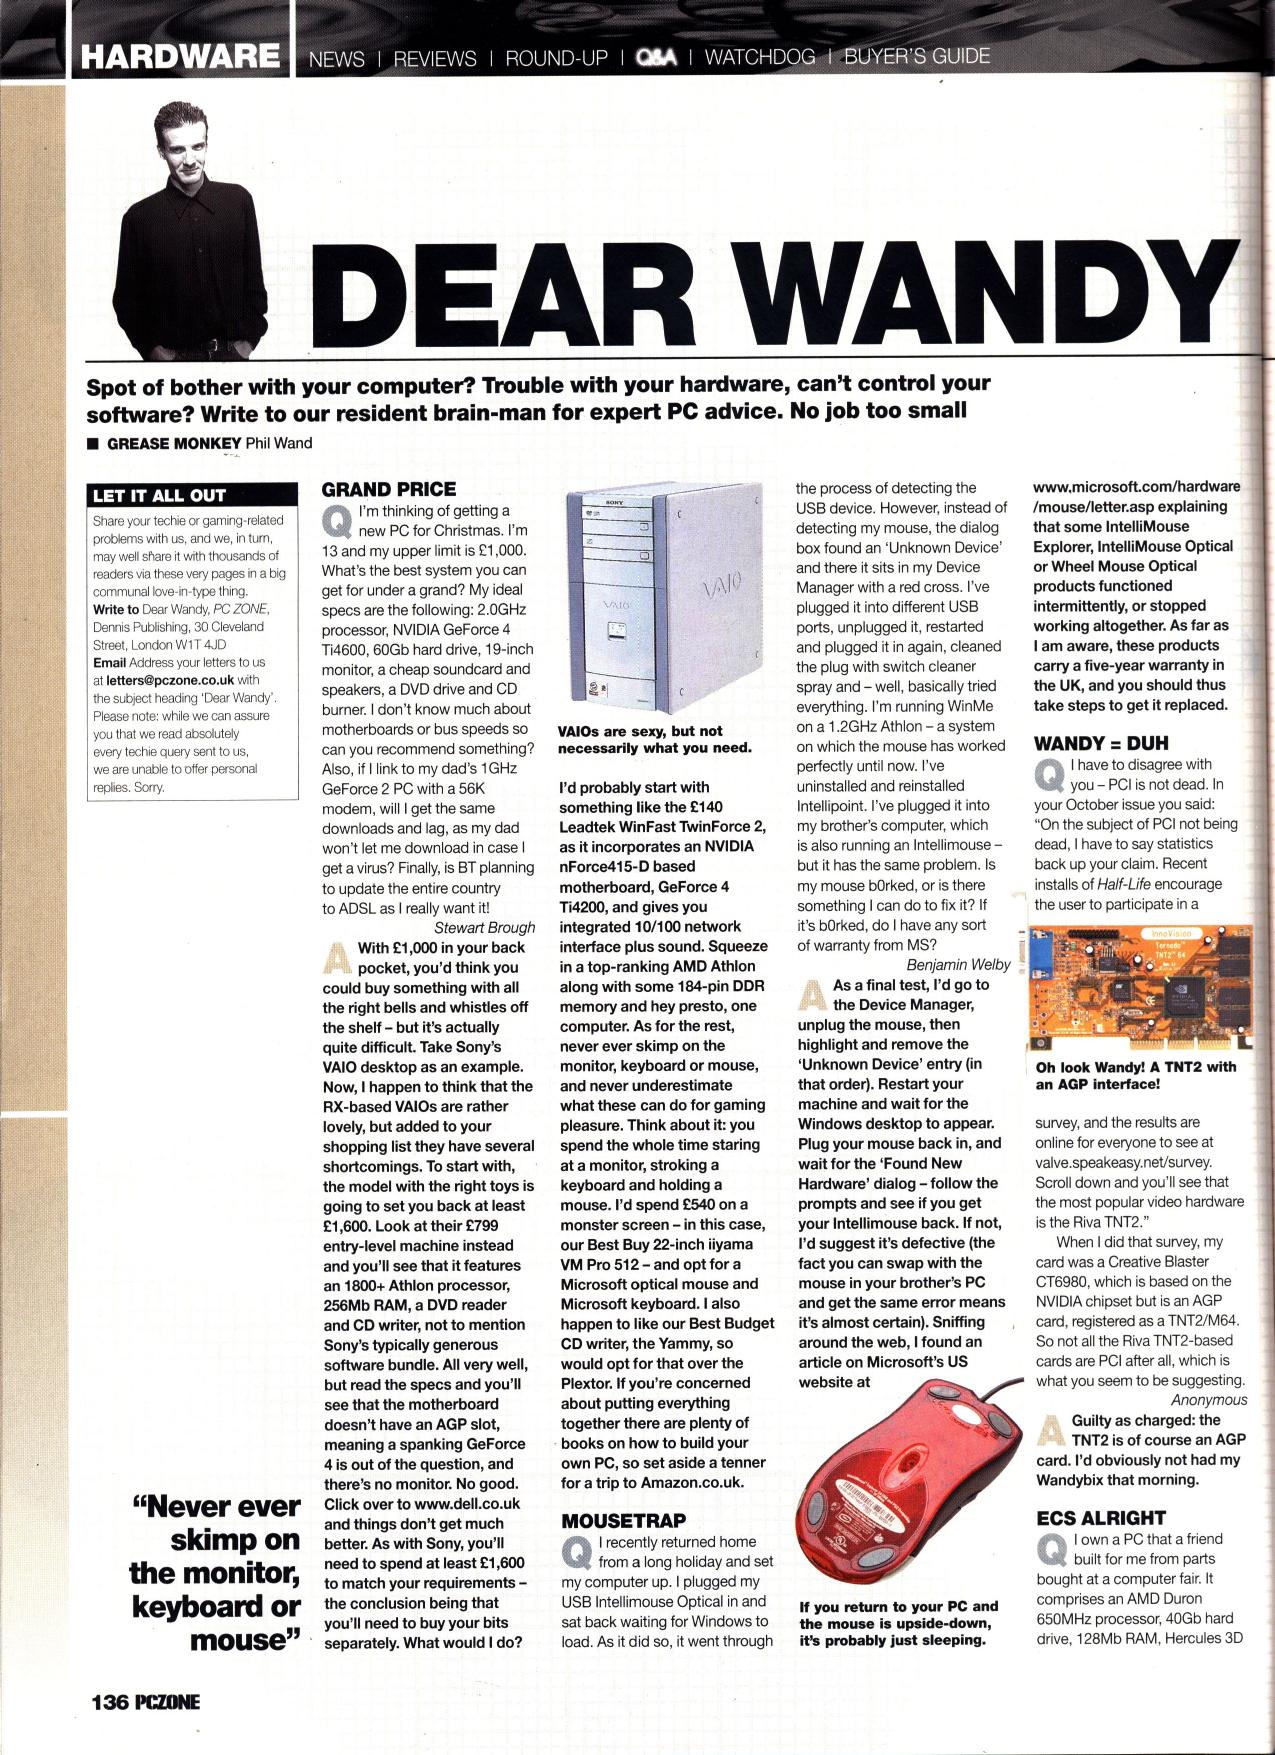 HARDWARE
NEWS | REVIEWS | ROUND-UP | Q&A | WATCHDOG | BUYER'S GUIDE
DEAR WANDY
Spot of bother with your computer? Trouble with your hardware, can't control your
software? Write to our resident brain-man for expert PC advice. No job too small
■ GREASE MONKEY Phil Wand
LET IT ALL OUT
Share your techie or gaming-related
problems with us, and we, in turn,
may well share it with thousands of
readers via these very pages in a big
communal love-in-type thing.
Write to Dear Wandy, PC ZONE,
Dennis Publishing, 30 Cleveland
Street, London W1T 4JD
Email Address your letters to us
at letters@pczone.co.uk with
the subject heading 'Dear Wandy'.
Please note: while we can assure
you that we read absolutely
every techie query sent to us,
we are unable to offer personal
replies. Sorry.
"Never ever
skimp on
the monitor,
keyboard or
mouse"
GRAND PRICE
Q I'm thinking of getting a
new PC for Christmas. I'm
13 and my upper limit is £1,000.
What's the best system you can
get for under a grand? My ideal
specs are the following: 2.0GHz
processor, NVIDIA GeForce 4
Ti4600, 60Gb hard drive, 19-inch
monitor, a cheap soundcard and
speakers, a DVD drive and CD
burner. I don't know much about
motherboards or bus speeds so
can you recommend something?
Also, if I link to my dad's 1GHz
GeForce 2 PC with a 56K
modem, will I get the same
downloads and lag, as my dad
won't let me download in case I
get a virus? Finally, is BT planning
to update the entire country
to ADSL as I really want it!
Stewart Brough
A With £1,000 in your back
pocket, you'd think you
could buy something with all
the right bells and whistles off
the shelf – but it's actually
quite difficult. Take Sony's
VAIO desktop as an example.
Now, I happen to think that the
RX-based VAIOs are rather
lovely, but added to your
shopping list they have several
shortcomings. To start with,
the model with the right toys is
going to set you back at least
£1,600. Look at their £799
entry-level machine instead
and you'll see that it features
an 1800+ Athlon processor,
256Mb RAM, a DVD reader
and CD writer, not to mention
Sony's typically generous
software bundle. All very well,
but read the specs and you'll
see that the motherboard
doesn't have an AGP slot,
meaning a spanking GeForce
4 is out of the question, and
there's no monitor. No good.
Click over to www.dell.co.uk
and things don't get much
better. As with Sony, you'll
need to spend at least £1,600
to match your requirements –
the conclusion being that
you'll need to buy your bits
separately. What would I do?
SONY
VAIO
VAIO
VAIOs are sexy, but not
necessarily what you need.
I'd probably start with
something like the £140
Leadtek WinFast TwinForce 2,
as it incorporates an NVIDIA
nForce415-D based
motherboard, GeForce 4
Ti4200, and gives you
integrated 10/100 network
interface plus sound. Squeeze
in a top-ranking AMD Athlon
along with some 184-pin DDR
memory and hey presto, one
computer. As for the rest,
never ever skimp on the
monitor, keyboard or mouse,
and never underestimate
what these can do for gaming
pleasure. Think about it: you
spend the whole time staring
at a monitor, stroking a
keyboard and holding a
mouse. I'd spend £540 on a
monster screen – in this case,
our Best Buy 22-inch iiyama
VM Pro 512 – and opt for a
Microsoft optical mouse and
Microsoft keyboard. I also
happen to like our Best Budget
CD writer, the Yammy, so
would opt for that over the
Plextor. If you're concerned
about putting everything
together there are plenty of
books on how to build your
own PC, so set aside a tenner
for a trip to Amazon.co.uk.
MOUSETRAP
Q I recently returned home
from a long holiday and set
my computer up. I plugged my
USB Intellimouse Optical in and
sat back waiting for Windows to
load. As it did so, it went through
the process of detecting the
USB device. However, instead of
detecting my mouse, the dialog
box found an 'Unknown Device'
and there it sits in my Device
Manager with a red cross. I've
plugged it into different USB
ports, unplugged it, restarted
and plugged it in again, cleaned
the plug with switch cleaner
spray and – well, basically tried
everything. I'm running WinMe
on a 1.2GHz Athlon – a system
on which the mouse has worked
perfectly until now. I've
uninstalled and reinstalled
Intellipoint. I've plugged it into
my brother's computer, which
is also running an Intellimouse –
but it has the same problem. Is
my mouse b0rked, or is there
something I can do to fix it? If
it's b0rked, do I have any sort
of warranty from MS?
Benjamin Welby
A As a final test, I'd go to
the Device Manager,
unplug the mouse, then
highlight and remove the
'Unknown Device' entry (in
that order). Restart your
machine and wait for the
Windows desktop to appear.
Plug your mouse back in, and
wait for the 'Found New
Hardware' dialog – follow the
prompts and see if you get
your Intellimouse back. If not,
I'd suggest it's defective (the
fact you can swap with the
mouse in your brother's PC
and get the same error means
it's almost certain). Sniffing
around the web, I found an
article on Microsoft's US
website at
If you return to your PC and
the mouse is upside-down,
it's probably just sleeping.
www.microsoft.com/hardware
/mouse/letter.asp explaining
that some IntelliMouse
Explorer, IntelliMouse Optical
or Wheel Mouse Optical
products functioned
intermittently, or stopped
working altogether. As far as
I am aware, these products
carry a five-year warranty in
the UK, and you should thus
take steps to get it replaced.
WANDY = DUH
Q I have to disagree with
you – PCI is not dead. In
your October issue you said:
"On the subject of PCI not being
dead, I have to say statistics
back up your claim. Recent
installs of Half-Life encourage
the user to participate in a
InnoVision
Tornado
TNT2 64
Oh look Wandy! A TNT2 with
an AGP interface!
survey, and the results are
online for everyone to see at
valve.speakeasy.net/survey.
Scroll down and you'll see that
the most popular video hardware
is the Riva TNT2."
When I did that survey, my
card was a Creative Blaster
CT6980, which is based on the
NVIDIA chipset but is an AGP
card, registered as a TNT2/M64.
So not all the Riva TNT2-based
cards are PCI after all, which is
what you seem to be suggesting.
Anonymous
A Guilty as charged: the
TNT2 is of course an AGP
card. I'd obviously not had my
Wandybix that morning.
ECS ALRIGHT
Q I own a PC that a friend
built for me from parts
bought at a computer fair. It
comprises an AMD Duron
650MHz processor, 40Gb hard
drive, 128Mb RAM, Hercules 3D
136 PCZONE